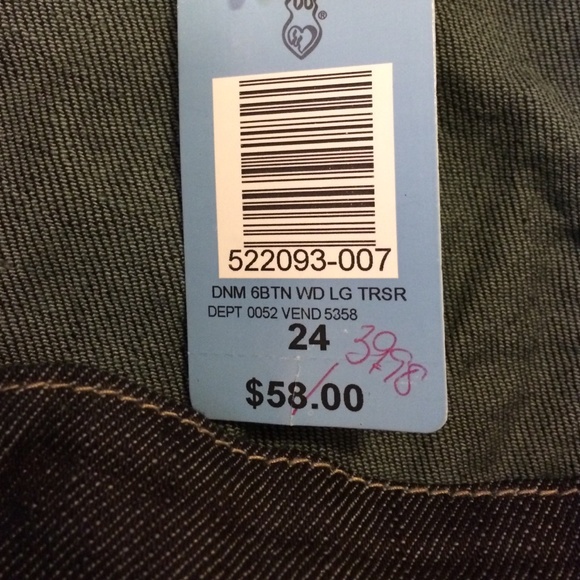 ®
522093-007
DNM 6BTN WD LG TRSR
DEPT 0052 VEND 5358
24 39.98
$58.00